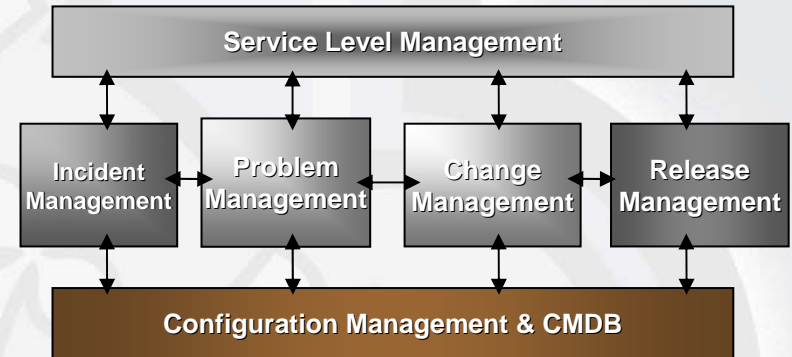 Service Level Management
Incident
Management
Problem
Management
Change
Management
Release
Management
Configuration Management & CMDB